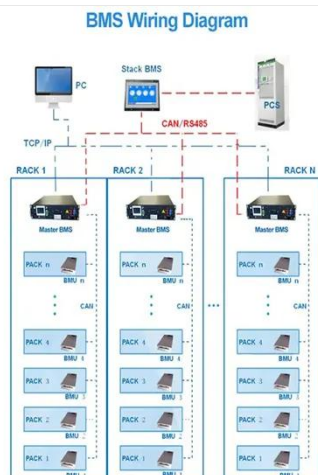 BMS Wiring Diagram
Stack BMS
PC
PCS
CAN/RS485
TCP/IP
RACK 1
RACK 2
RACK N
Master BMS
Master BMS
Master BMS
PACK n
PACK n
PACK n
BMU n
BMU n
BMU n
CAN
CAN
CAN
PACK 4
PACK 4
PACK 4
BMU 4
BMU 4
BMU 4
PACK 3
PACK 3
PACK 3
BMU 3
BMU 3
BMU 3
PACK 2
PACK 2
PACK 2
BMU 2
BMU 2
BMU 2
PACK 1
PACK 1
PACK 1